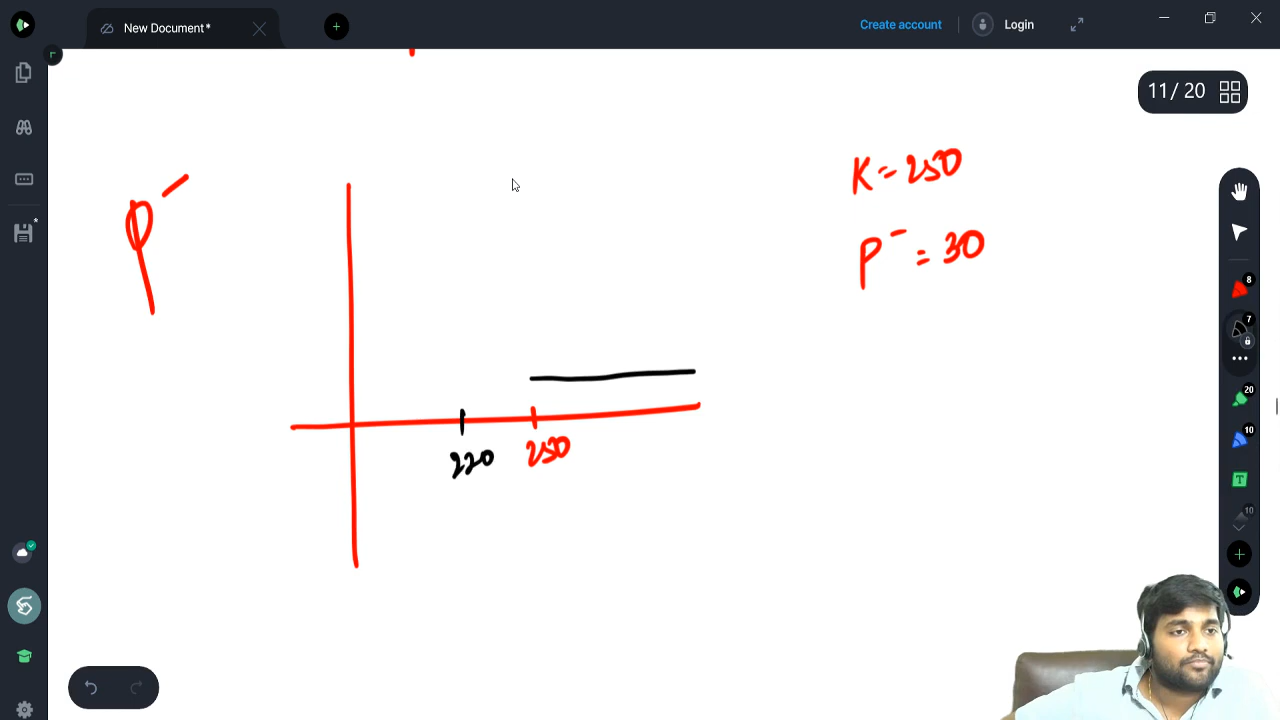 New Document*
Create account
Login
11 / 20
K = 250
P⁻ = 30
P⁻
220
250
8
7
20
10
T
10